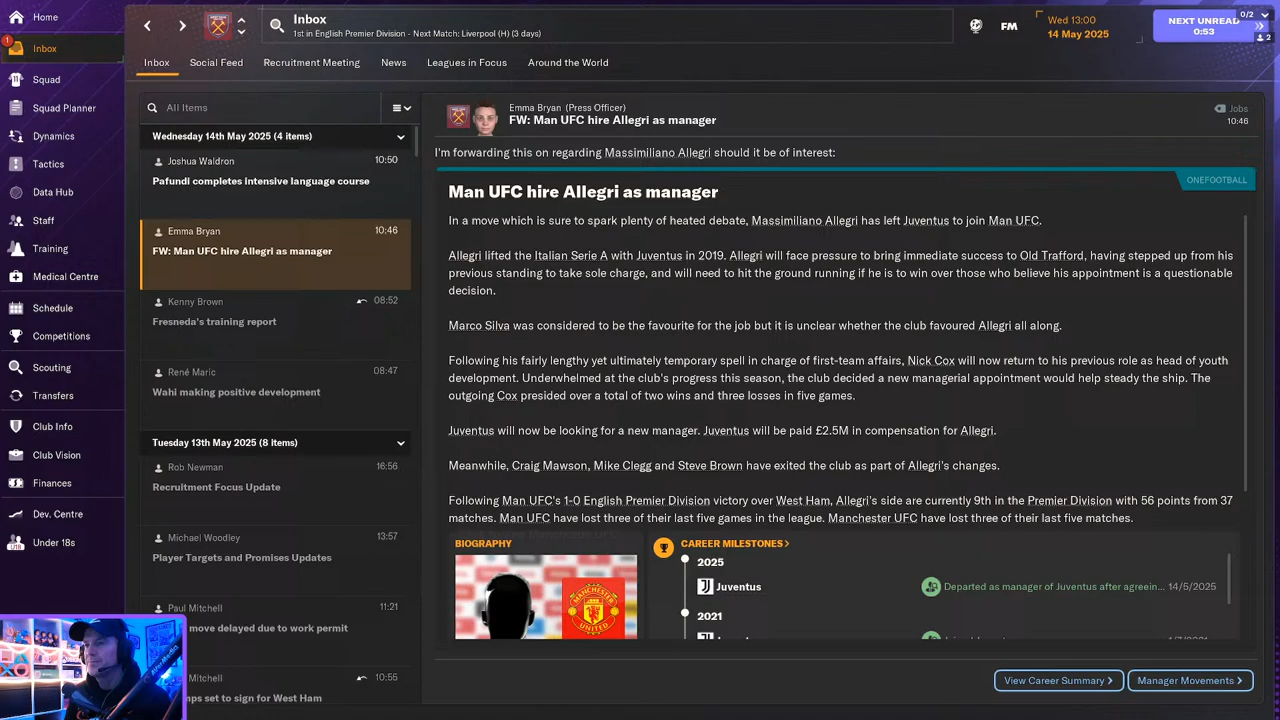 Home
1
Inbox
Squad
Squad Planner
Dynamics
Tactics
Data Hub
Staff
Training
Medical Centre
Schedule
Competitions
Scouting
Transfers
Club Info
Club Vision
Finances
Dev. Centre
Under 18s
Inbox
1st in English Premier Division - Next Match: Liverpool (H) (3 days)
FM
Wed 13:00
14 May 2025
NEXT UNREAD
0:53
0/2
2
Inbox
Social Feed
Recruitment Meeting
News
Leagues in Focus
Around the World
All Items
Wednesday 14th May 2025 (4 items)
Joshua Waldron 10:50
Pafundi completes intensive language course
Emma Bryan 10:46
FW: Man UFC hire Allegri as manager
Kenny Brown 08:52
Fresneda's training report
René Maric 08:47
Wahi making positive development
Tuesday 13th May 2025 (8 items)
Rob Newman 16:56
Recruitment Focus Update
Michael Woodley 13:57
Player Targets and Promises Updates
Paul Mitchell 11:21
move delayed due to work permit
Mitchell 10:55
set to sign for West Ham
Emma Bryan (Press Officer)
FW: Man UFC hire Allegri as manager
Jobs
10:46
I'm forwarding this on regarding Massimiliano Allegri should it be of interest:
ONEFOOTBALL
Man UFC hire Allegri as manager
In a move which is sure to spark plenty of heated debate, Massimiliano Allegri has left Juventus to join Man UFC.
Allegri lifted the Italian Serie A with Juventus in 2019. Allegri will face pressure to bring immediate success to Old Trafford, having stepped up from his
previous standing to take sole charge, and will need to hit the ground running if he is to win over those who believe his appointment is a questionable
decision.
Marco Silva was considered to be the favourite for the job but it is unclear whether the club favoured Allegri all along.
Following his fairly lengthy yet ultimately temporary spell in charge of first-team affairs, Nick Cox will now return to his previous role as head of youth
development. Underwhelmed at the club's progress this season, the club decided a new managerial appointment would help steady the ship. The
outgoing Cox presided over a total of two wins and three losses in five games.
Juventus will now be looking for a new manager. Juventus will be paid £2.5M in compensation for Allegri.
Meanwhile, Craig Mawson, Mike Clegg and Steve Brown have exited the club as part of Allegri's changes.
Following Man UFC's 1-0 English Premier Division victory over West Ham, Allegri's side are currently 9th in the Premier Division with 56 points from 37
matches. Man UFC have lost three of their last five games in the league. Manchester UFC have lost three of their last five matches.
BIOGRAPHY
CAREER MILESTONES
2025
Juventus
Departed as manager of Juventus after agreein... 14/5/2025
2021
View Career Summary
Manager Movements